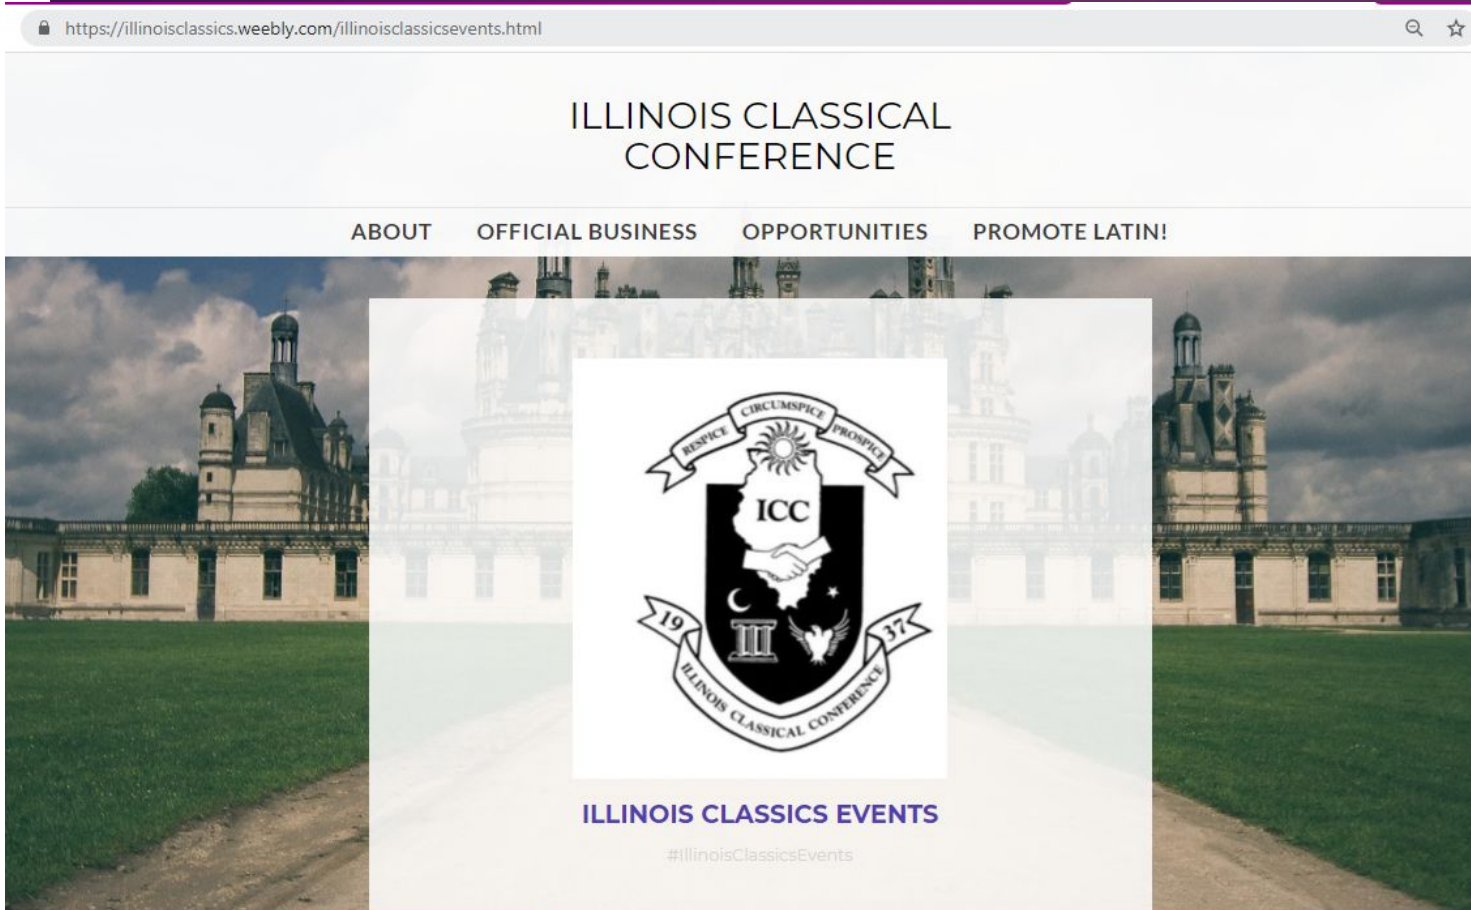 https://illinoisclassics.weebly.com/illinoisclassicsevents.html
ILLINOIS CLASSICAL
CONFERENCE
ABOUT OFFICIAL BUSINESS OPPORTUNITIES PROMOTE LATIN!
RESPICE CIRCUMSPICE PROSPICE
ICC
19 37
ILLINOIS CLASSICAL CONFERENCE
ILLINOIS CLASSICS EVENTS
#IllinoisClassicsEvents